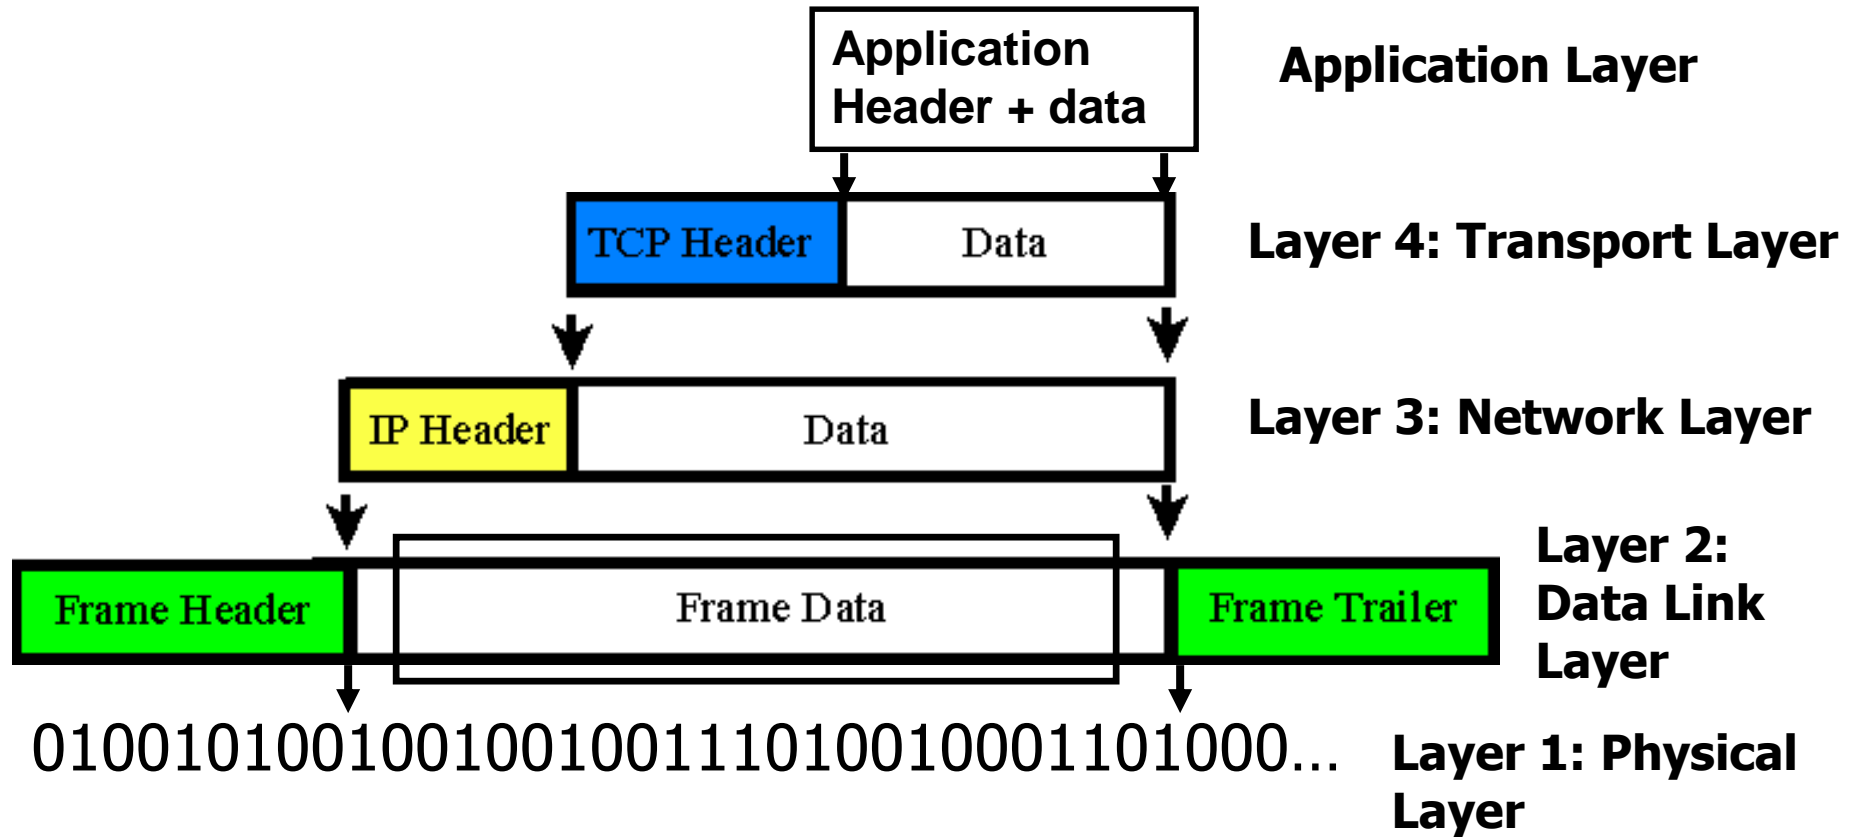 Application
Header + data
Application Layer
TCP Header
Data
Layer 4: Transport Layer
IP Header
Data
Layer 3: Network Layer
Frame Header
Frame Data
Frame Trailer
Layer 2:
Data Link
Layer
010010100100100100111010010001101000...
Layer 1: Physical
Layer